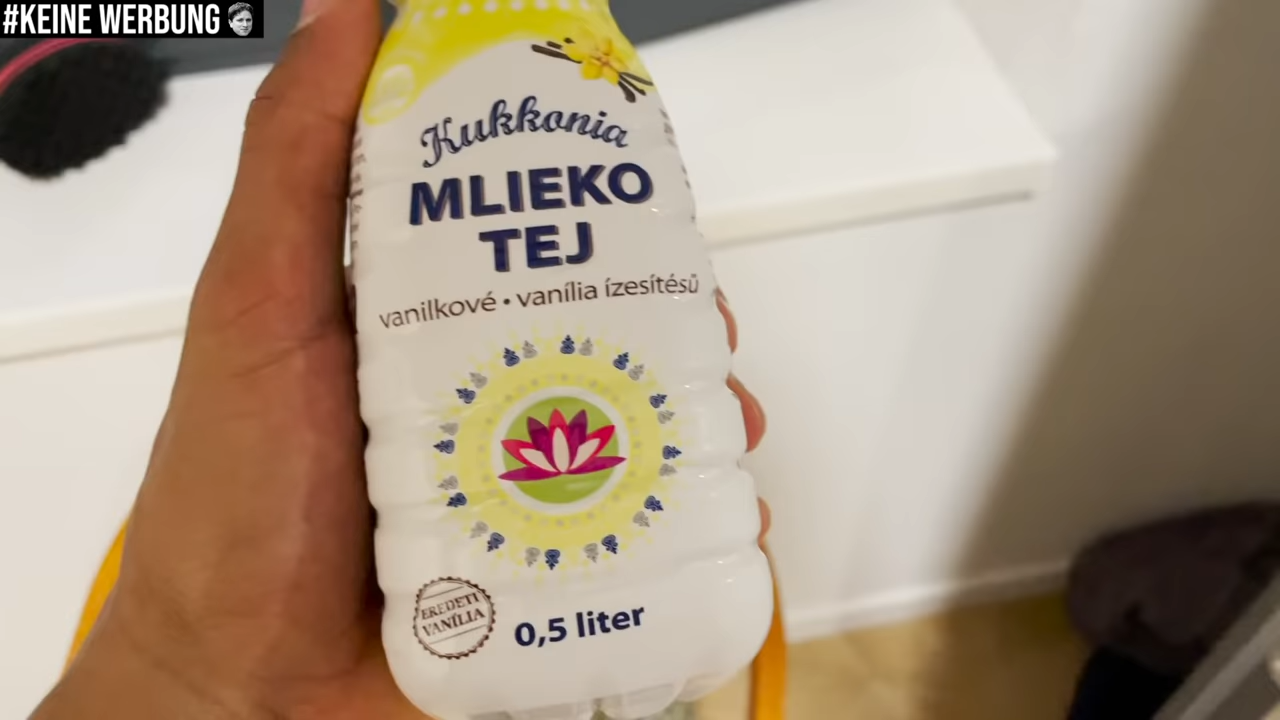 #KEINE WERBUNG
Kukkonia
MLIEKO
TEJ
vanilkové • vanília ízesítésű
EREDETI
VANÍLIA
0,5 liter